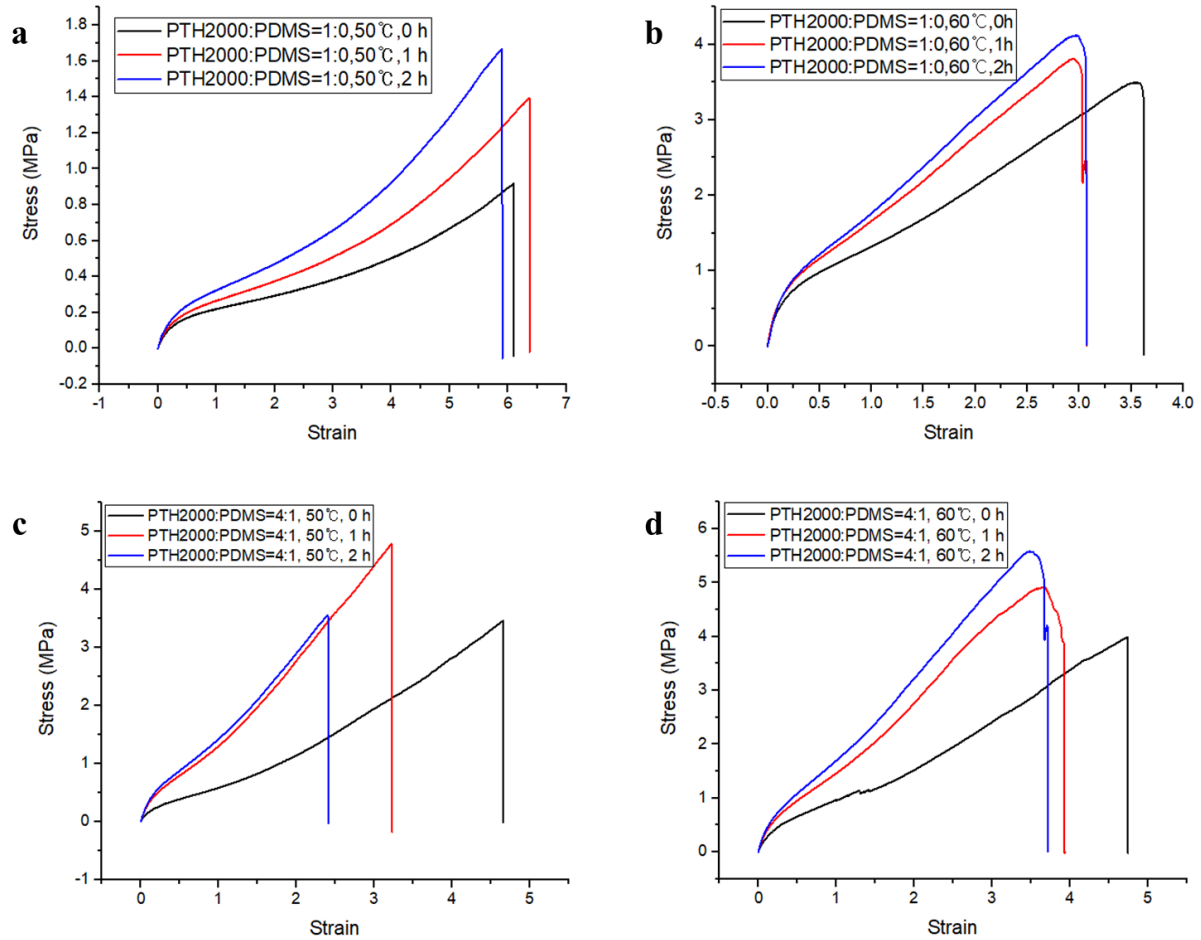 a
PTH2000:PDMS=1:0,50℃,0 h
PTH2000:PDMS=1:0,50℃,1 h
PTH2000:PDMS=1:0,50℃,2 h
1.8
1.6
1.4
1.2
1.0
0.8
0.6
0.4
0.2
0.0
-0.2
Stress (MPa)
-1 0 1 2 3 4 5 6 7
Strain
b
PTH2000:PDMS=1:0,60℃,0h
PTH2000:PDMS=1:0,60℃,1h
PTH2000:PDMS=1:0,60℃,2h
4
3
2
1
0
Stress (MPa)
-0.5 0.0 0.5 1.0 1.5 2.0 2.5 3.0 3.5 4.0
Strain
c
PTH2000:PDMS=4:1, 50℃, 0 h
PTH2000:PDMS=4:1, 50℃, 1 h
PTH2000:PDMS=4:1, 50℃, 2 h
5
4
3
2
1
0
-1
Stress (MPa)
0 1 2 3 4 5
Strain
d
PTH2000:PDMS=4:1, 60℃, 0 h
PTH2000:PDMS=4:1, 60℃, 1 h
PTH2000:PDMS=4:1, 60℃, 2 h
6
5
4
3
2
1
0
Stress (MPa)
0 1 2 3 4 5
Strain